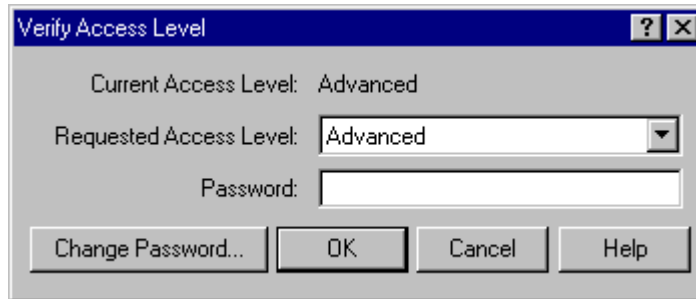 Verify Access Level
? X
Current Access Level: Advanced
Requested Access Level: Advanced
Password:
Change Password... OK Cancel Help